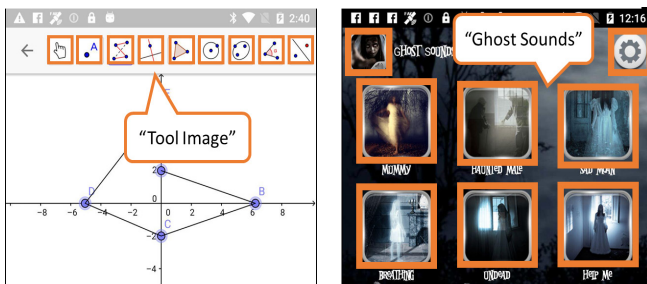 2:40
A
"Tool Image"
E
2
D
B
-8
-6
-4
-2
0
2
4
6
8
C
-2
-4
12:16
GHOST SOUNDS
"Ghost Sounds"
MUMMY
HAUNTED MALE
SAD MAN
BREATHING
UNDEAD
HELP ME